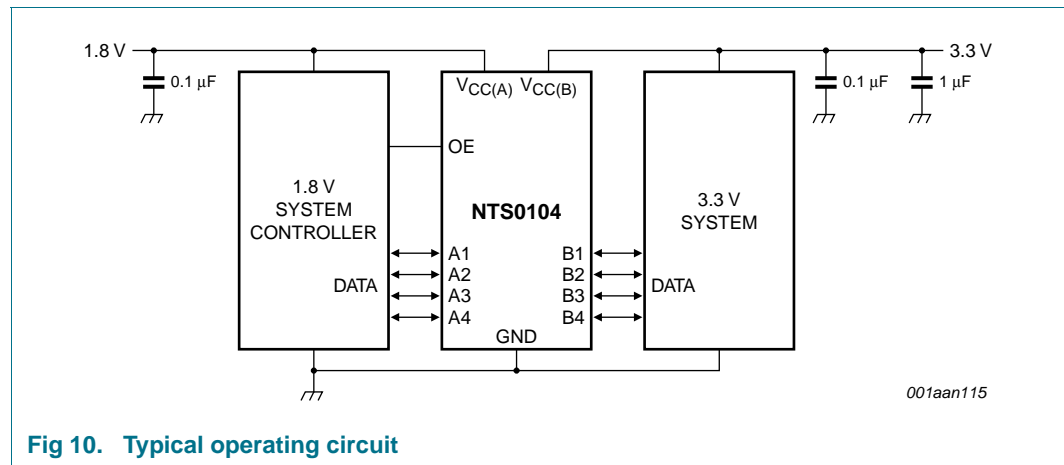 1.8 V
3.3 V
0.1 μF
0.1 μF
1 μF
VCC(A) VCC(B)
OE
1.8 V
SYSTEM
CONTROLLER
NTS0104
3.3 V
SYSTEM
DATA
A1
A2
A3
A4
B1
B2
B3
B4
DATA
GND
001aan115
Fig 10. Typical operating circuit